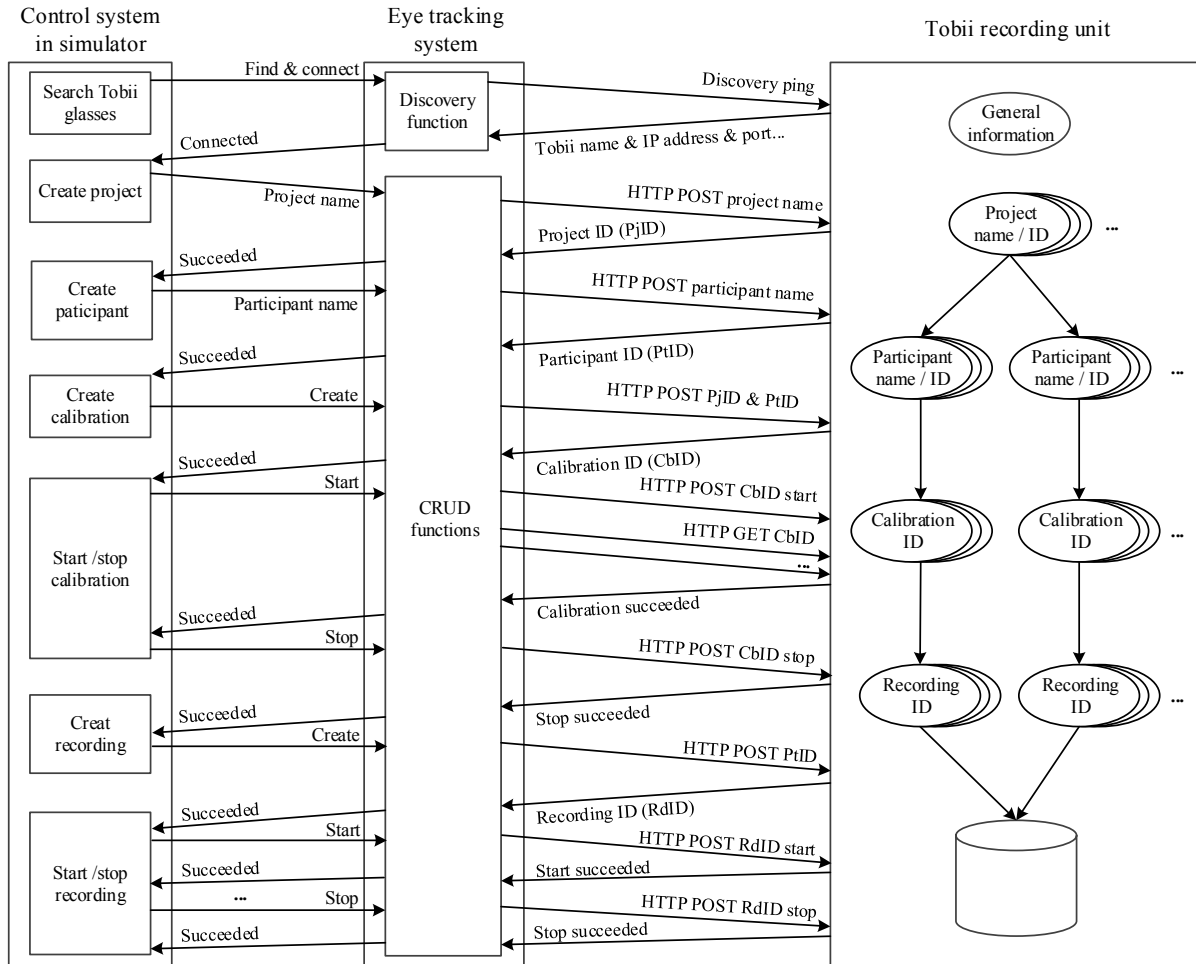 Control system
in simulator
Eye tracking
system
Tobii recording unit
Search Tobii
glasses
Find & connect
Discovery
function
Discovery ping
Tobii name & IP address & port...
General
information
Connected
Create project
Project name
HTTP POST project name
Project ID (PjID)
Project
name / ID
...
Succeeded
Create
paticipant
Participant name
HTTP POST participant name
Participant ID (PtID)
Participant
name / ID
Participant
name / ID
...
Succeeded
Create
calibration
Create
HTTP POST PjID & PtID
Calibration ID (CbID)
Succeeded
Start
CRUD
functions
HTTP POST CbID start
HTTP GET CbID
...
Calibration
ID
Calibration
ID
...
Start /stop
calibration
Calibration succeeded
Succeeded
Stop
HTTP POST CbID stop
Stop succeeded
Recording
ID
Recording
ID
...
Creat
recording
Succeeded
Create
HTTP POST PtID
Recording ID (RdID)
Succeeded
Start
HTTP POST RdID start
Start succeeded
Start /stop
recording
Succeeded
...
Stop
HTTP POST RdID stop
Stop succeeded
Succeeded